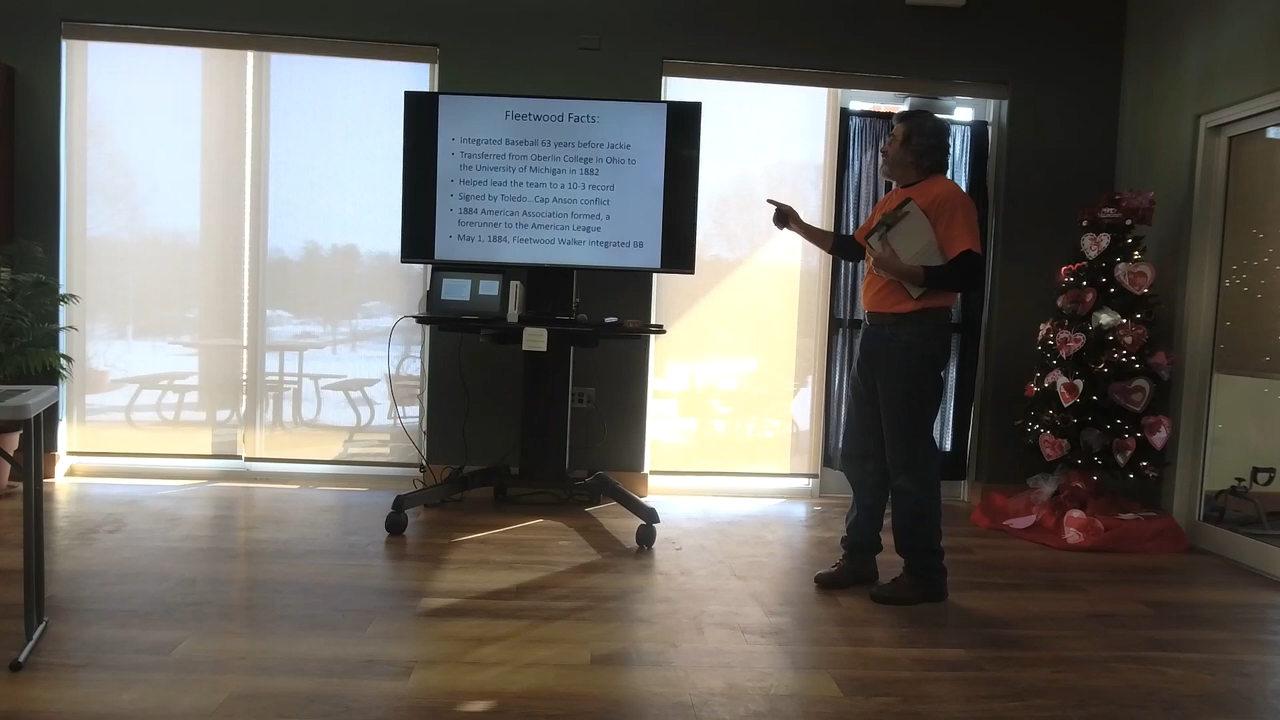 Fleetwood Facts:
• Integrated Baseball 63 years before Jackie
• Transferred from Oberlin College in Ohio to
the University of Michigan in 1882
• Helped lead the team to a 10-3 record
• Signed by Toledo.. Cap Anson conflict
• 1884 American Association formed, a
forerunner to the American League
• May 1, 1884, Fleetwood Walker integrated BB